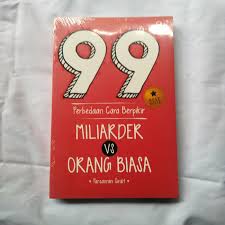 99
Perbedaan Cara Berpikir
MILIARDER
VS
ORANG BIASA